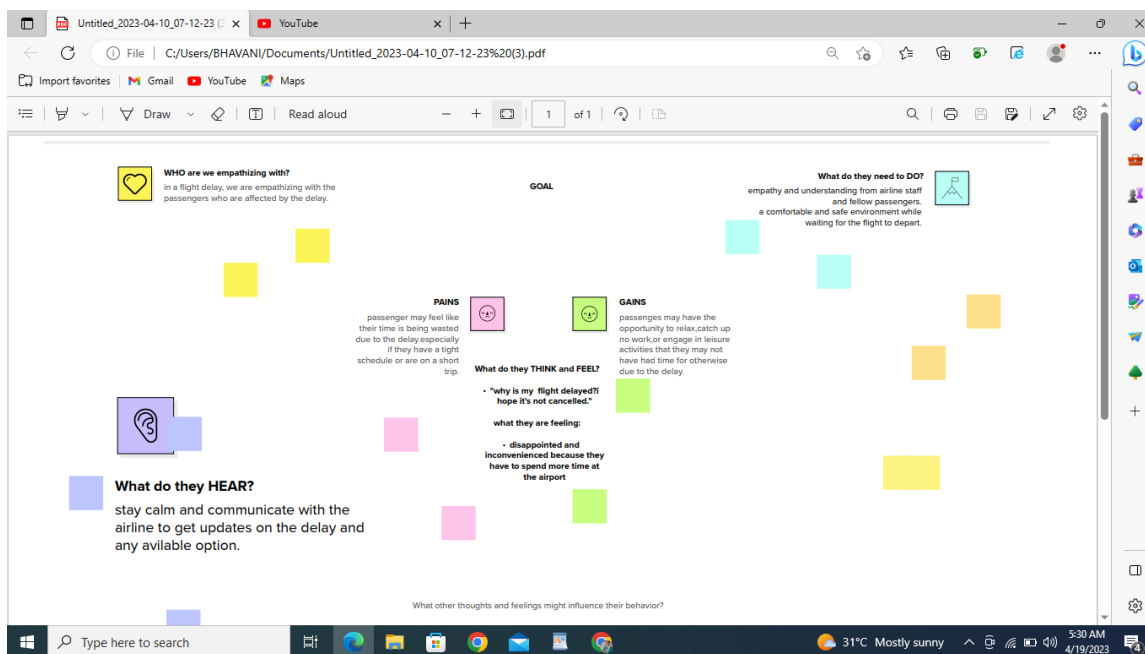 Untitled_2023-04-10_07-12-23 (3
YouTube
File
C:/Users/BHAVANI/Documents/Untitled_2023-04-10_07-12-23%20(3).pdf
Import favorites
Gmail
YouTube
Maps
Draw
Read aloud
1
of 1
WHO are we empathizing with?
in a flight delay, we are empathizing with the
passengers who are affected by the delay.
GOAL
What do they need to DO?
empathy and understanding from airline staff
and fellow passengers.
a comfortable and safe environment while
waiting for the flight to depart.
PAINS
passenger may feel like
their time is being wasted
due to the delay.especially
if they have a tight
schedule or are on a short
trip.
GAINS
passenges may have the
opportunity to relax,catch up
no work,or engage in leisure
activities that they may not
have had time for otherwise
due to the delay.
What do they THINK and FEEL?
• "why is my flight delayed?i
hope it's not cancelled."
what they are feeling:
• disappointed and
inconvenienced because they
have to spend more time at
the airport
What do they HEAR?
stay calm and communicate with the
airline to get updates on the delay and
any avilable option.
What other thoughts and feelings might influence their behavior?
Type here to search
31°C Mostly sunny
5:30 AM
4/19/2023
4